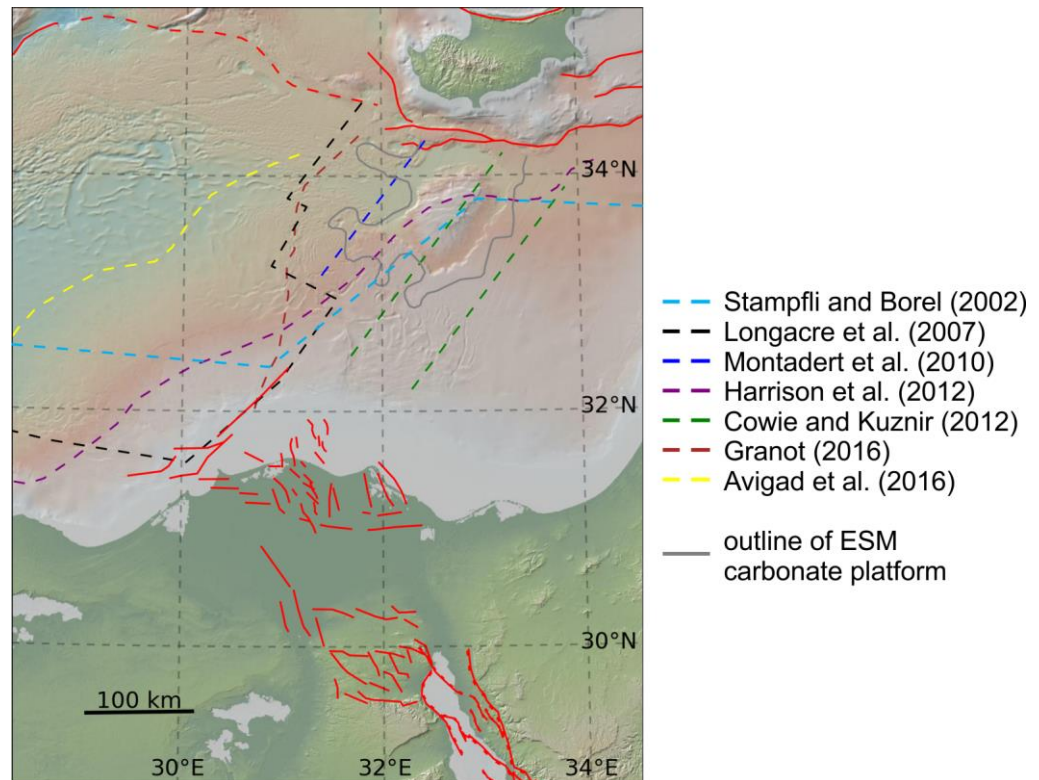 34°N
32°N
30°N
100 km
30°E
32°E
34°E
Stampfli and Borel (2002)
Longacre et al. (2007)
Montadert et al. (2010)
Harrison et al. (2012)
Cowie and Kuznir (2012)
Granot (2016)
Avigad et al. (2016)
outline of ESM
carbonate platform